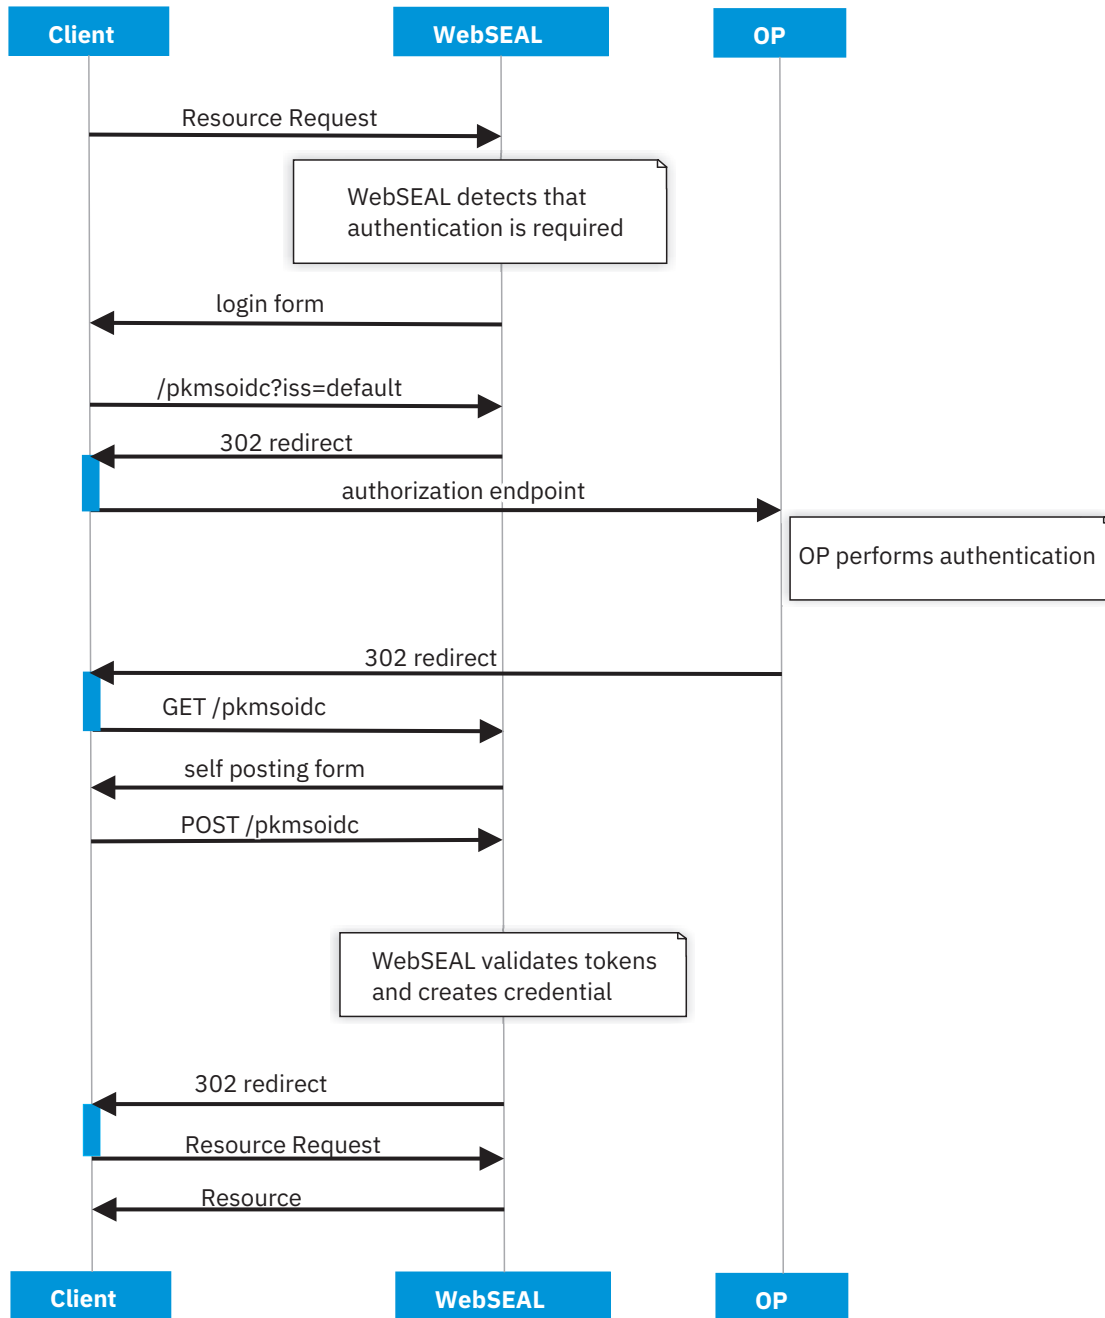 Client
WebSEAL
OP
Resource Request
WebSEAL detects that
authentication is required
login form
/pkmsoidc?iss=default
302 redirect
authorization endpoint
OP performs authentication
302 redirect
GET /pkmsoidc
self posting form
POST /pkmsoidc
WebSEAL validates tokens
and creates credential
302 redirect
Resource Request
Resource
Client
WebSEAL
OP